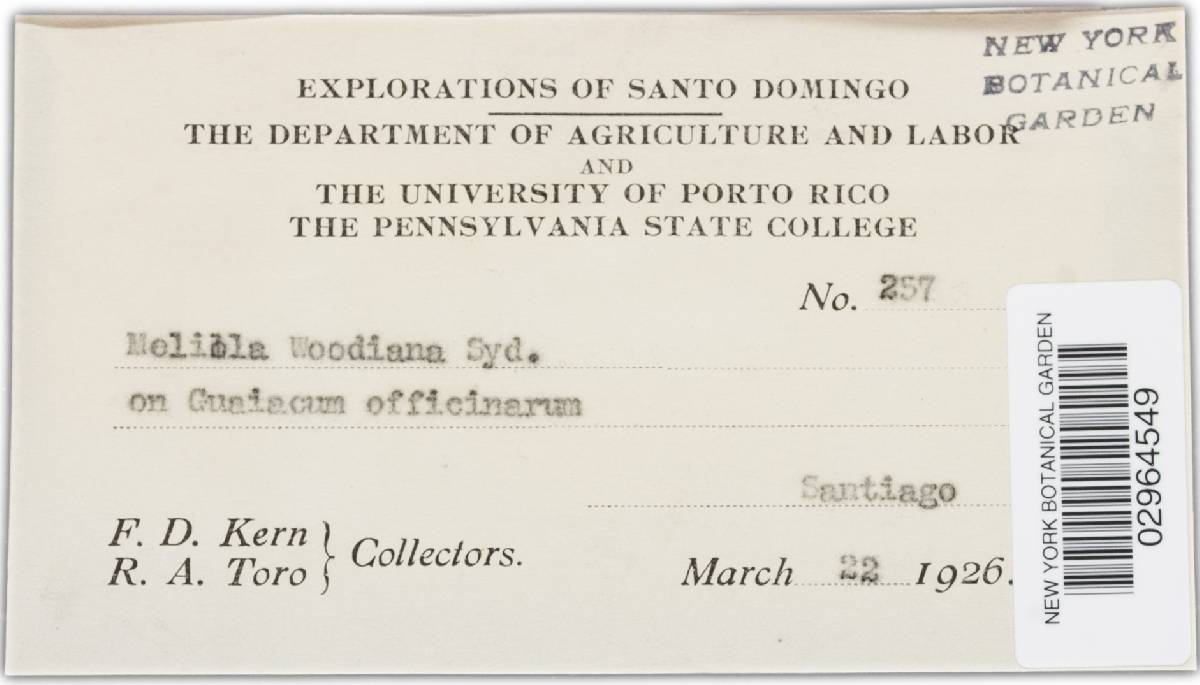 NEW YORK
BOTANICAL
GARDEN
EXPLORATIONS OF SANTO DOMINGO
THE DEPARTMENT OF AGRICULTURE AND LABOR
AND
THE UNIVERSITY OF PORTO RICO
THE PENNSYLVANIA STATE COLLEGE
No. 257
Woodiana Syd.
on Guaiacum officinarum
Santiago
F. D. Kern
R. A. Toro
} Collectors.
March 22 1926.
NEW YORK BOTANICAL GARDEN
02964549